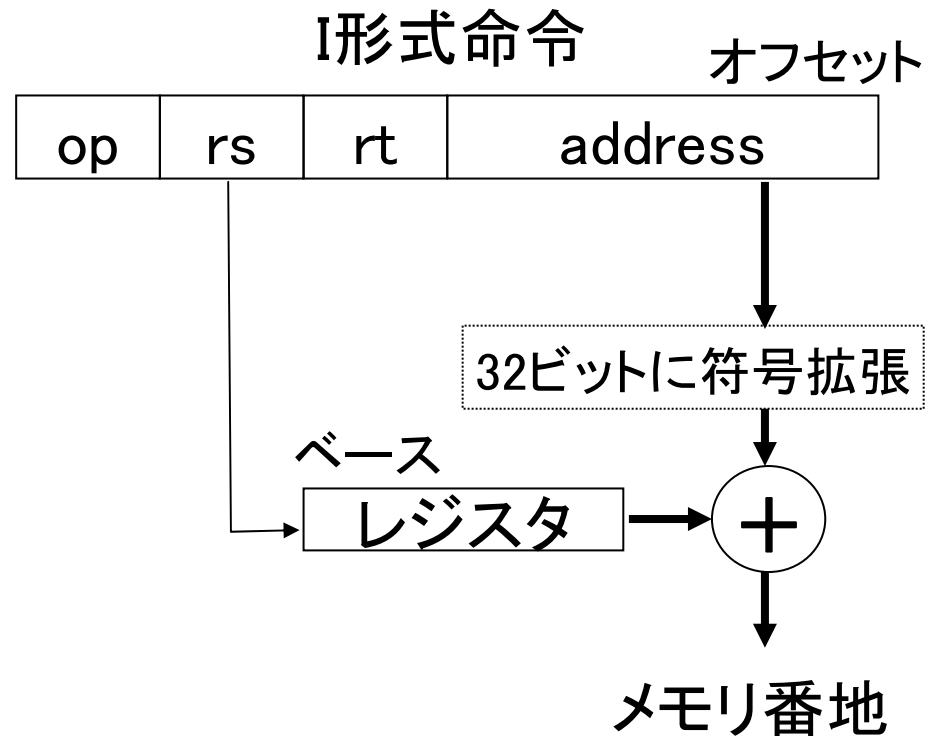 I形式命令
オフセット
op rs rt address
32ビットに符号拡張
ベース
レジスタ
+
メモリ番地